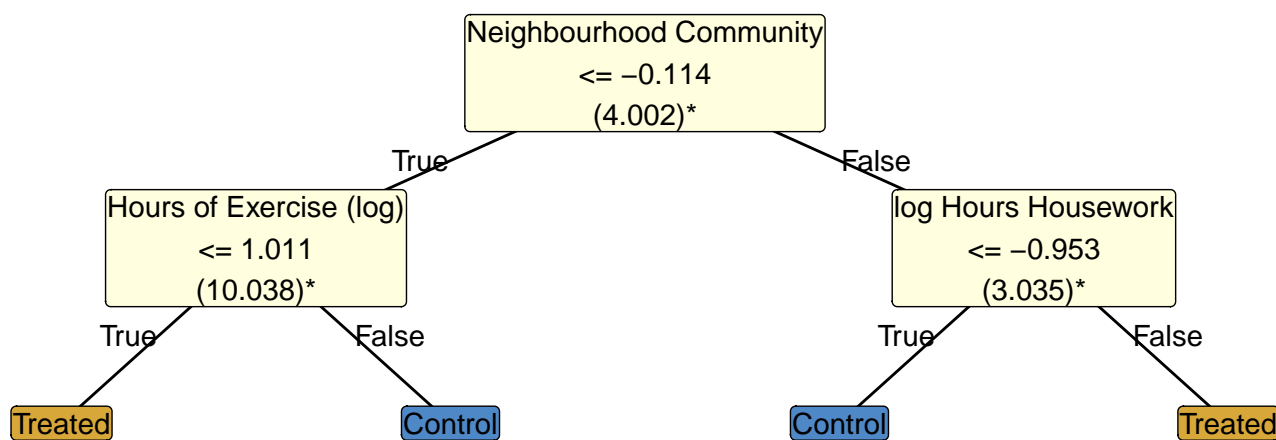 Neighbourhood Community
<= −0.114
(4.002)*
True
False
Hours of Exercise (log)
<= 1.011
(10.038)*
log Hours Housework
<= −0.953
(3.035)*
True
False
True
False
Treated
Control
Control
Treated